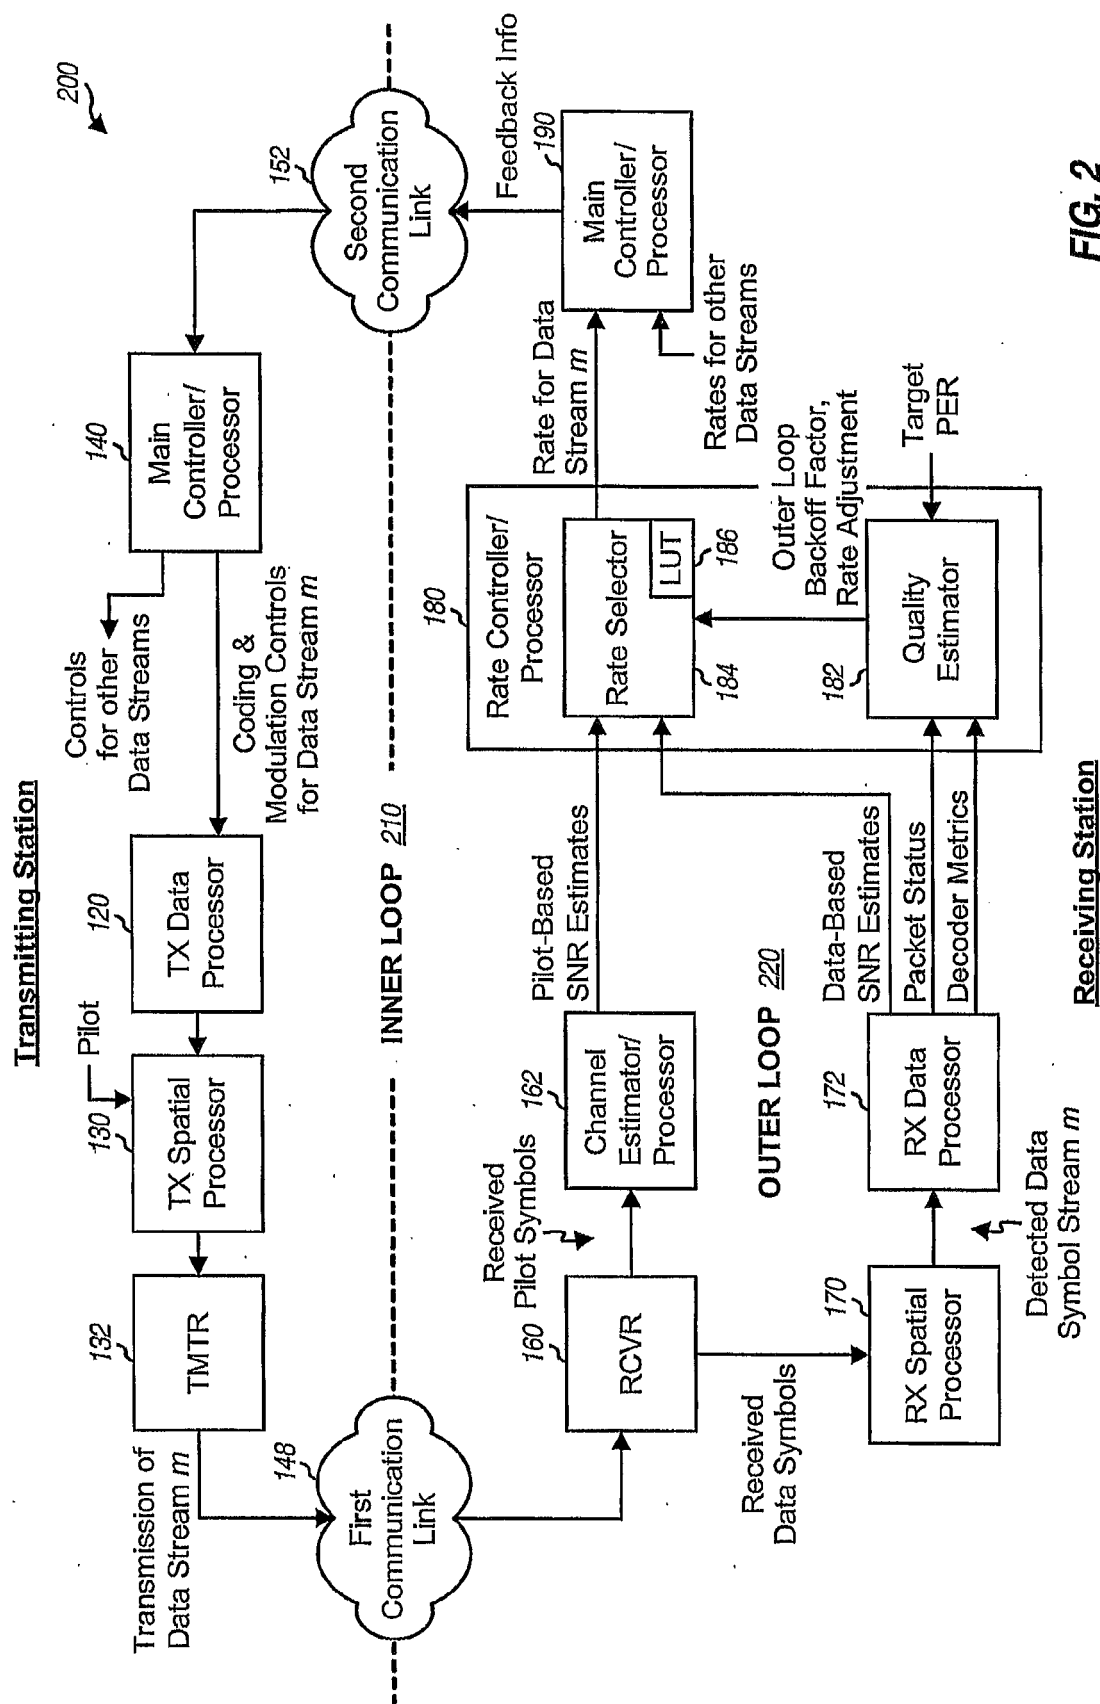 200
Transmitting Station
Transmission of
Data Stream m
132
TMTR
130
TX Spatial
Processor
Pilot
120
TX Data
Processor
Controls
for other
Data Streams
Coding &
Modulation Controls
for Data Stream m
140
Main
Controller/
Processor
148
First
Communication
Link
INNER LOOP 210
152
Second
Communication
Link
Feedback Info
160
RCVR
Received
Pilot Symbols
162
Channel
Estimator/
Processor
Pilot-Based
SNR Estimates
180
Rate Controller/
Processor
Rate Selector
LUT
184
186
Rate for Data
Stream m
190
Main
Controller/
Processor
Rates for other
Data Streams
OUTER LOOP 220
Received
Data Symbols
170
RX Spatial
Processor
Detected Data
Symbol Stream m
172
RX Data
Processor
Data-Based
SNR Estimates
Packet Status
Decoder Metrics
182
Quality
Estimator
Outer Loop
Backoff Factor,
Rate Adjustment
Target
PER
Receiving Station
FIG. 2